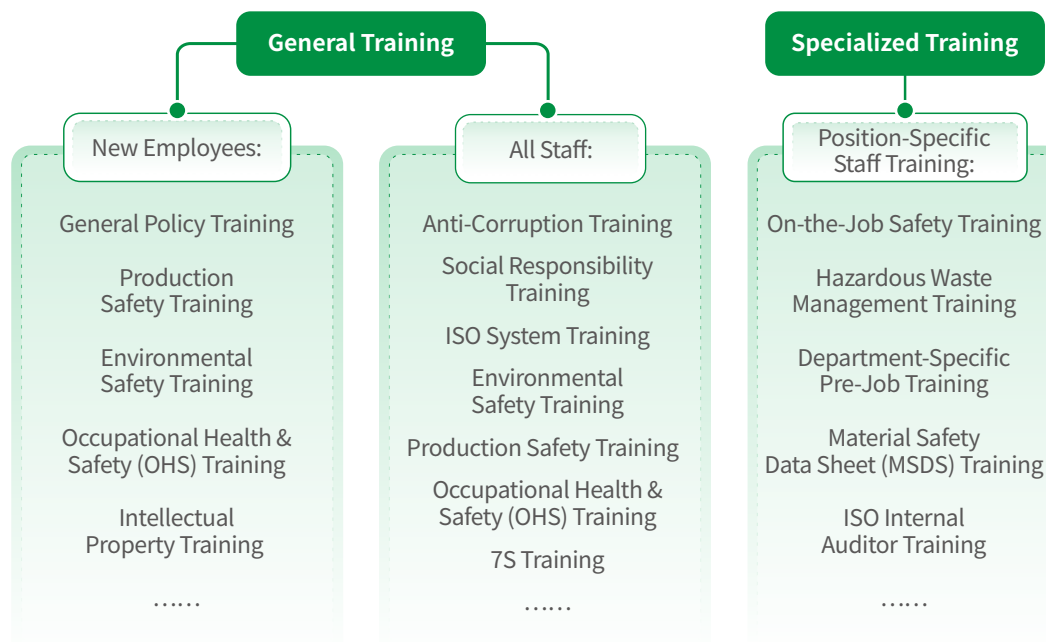 General Training
Specialized Training
New Employees:
General Policy Training
Production
Safety Training
Environmental
Safety Training
Occupational Health &
Safety (OHS) Training
Intellectual
Property Training
……
All Staff:
Anti-Corruption Training
Social Responsibility
Training
ISO System Training
Environmental
Safety Training
Production Safety Training
Occupational Health &
Safety (OHS) Training
7S Training
……
Position-Specific
Staff Training:
On-the-Job Safety Training
Hazardous Waste
Management Training
Department-Specific
Pre-Job Training
Material Safety
Data Sheet (MSDS) Training
ISO Internal
Auditor Training
……